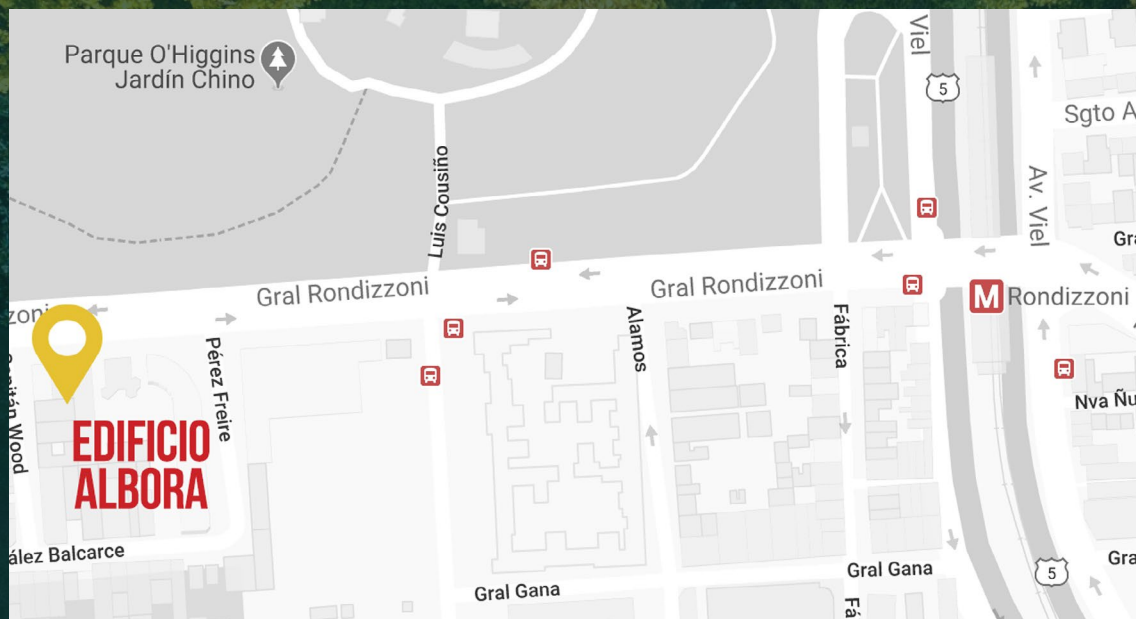 Parque O'Higgins
Jardín Chino
Viel
5
Sgto A
Luis Cousiño
Av. Viel
Gra
Gral Rondizzoni
Gral Rondizzoni
M Rondizzoni
zoni
Pérez Freire
Alamos
Fábrica
Wood
Nva Ñu
EDIFICIO
ALBORA
ález Balcarce
Gral Gana
Gral Gana
5
Gra
Fá